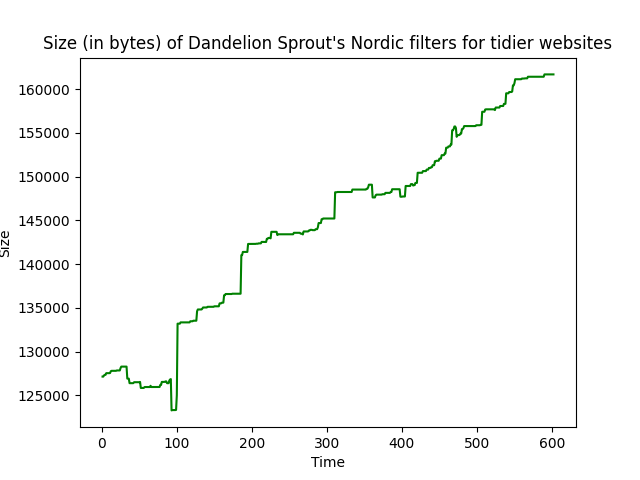 Size (in bytes) of Dandelion Sprout's Nordic filters for tidier websites
160000
155000
150000
145000
140000
135000
130000
125000
Size
0 100 200 300 400 500 600
Time